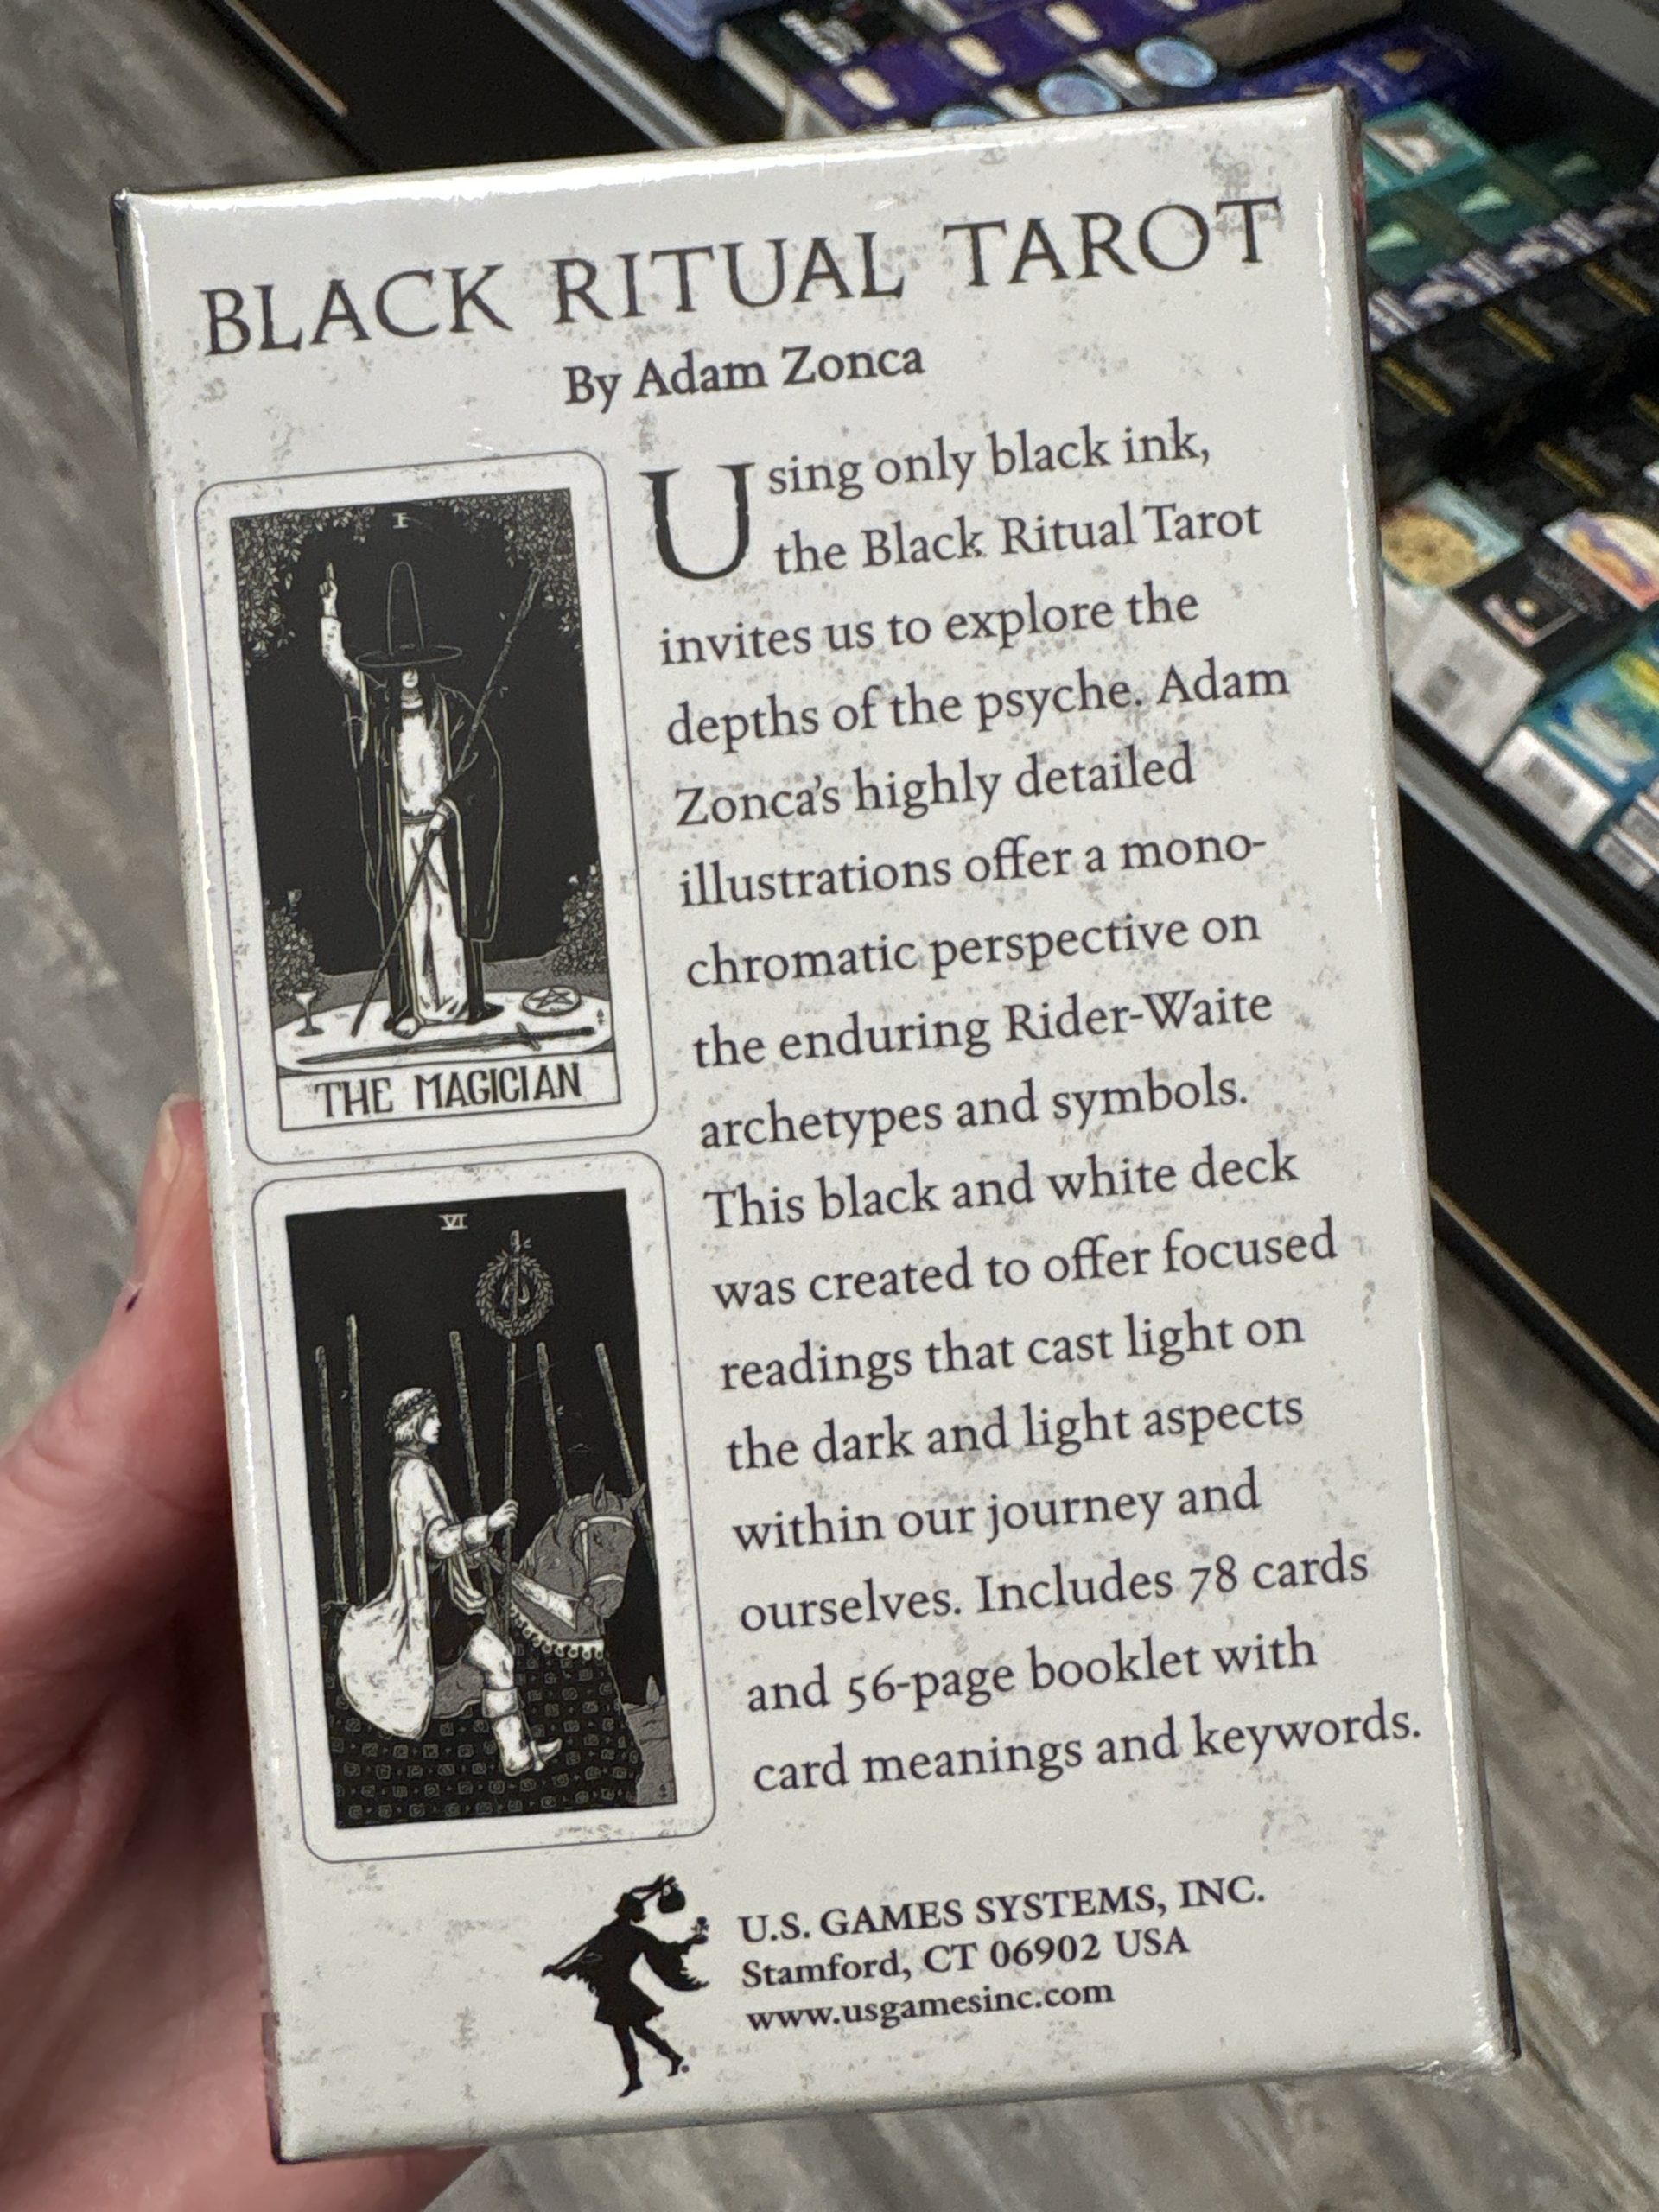 BLACK RITUAL TAROT
By Adam Zonca
Using only black ink,
the Black Ritual Tarot
invites us to explore the
depths of the psyche. Adam
Zonca's highly detailed
illustrations offer a mono-
chromatic perspective on
the enduring Rider-Waite
archetypes and symbols.
This black and white deck
was created to offer focused
readings that cast light on
the dark and light aspects
within our journey and
ourselves. Includes 78 cards
and 56-page booklet with
card meanings and keywords.
I
THE MAGICIAN
VI
U.S. GAMES SYSTEMS, INC.
Stamford, CT 06902 USA
www.usgamesinc.com